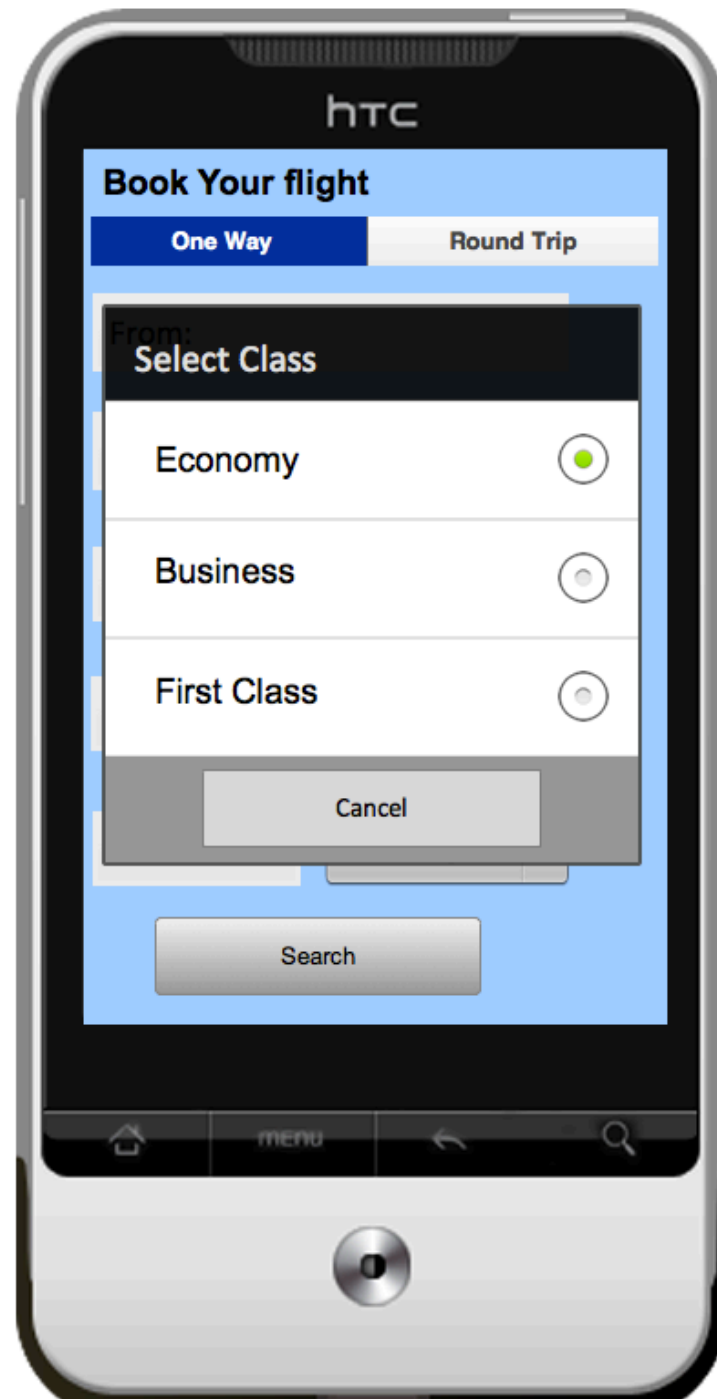 hTC
Book Your flight
One Way
Round Trip
From:
Select Class
Economy
Business
First Class
Cancel
Search
menu